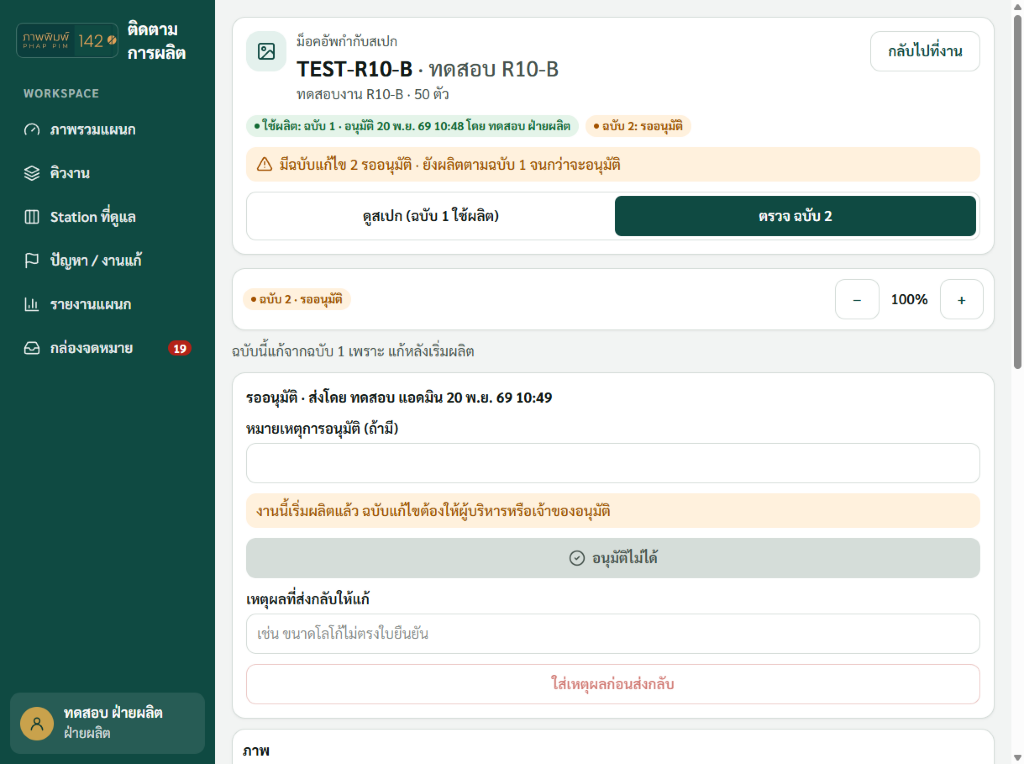 ภาพพิมพ์
PHAP PIM
142
ติดตาม
การผลิต
WORKSPACE
ภาพรวมแผนก
คิวงาน
Station ที่ดูแล
ปัญหา / งานแก้
รายงานแผนก
กล่องจดหมาย 19
ทดสอบ ฝ่ายผลิต
ฝ่ายผลิต
ม็อคอัพกำกับสเปก
TEST-R10-B · ทดสอบ R10-B
ทดสอบงาน R10-B · 50 ตัว
กลับไปที่งาน
ใช้ผลิต: ฉบับ 1 · อนุมัติ 20 พ.ย. 69 10:48 โดย ทดสอบ ฝ่ายผลิต
ฉบับ 2: รออนุมัติ
มีฉบับแก้ไข 2 รออนุมัติ · ยังผลิตตามฉบับ 1 จนกว่าจะอนุมัติ
ดูสเปก (ฉบับ 1 ใช้ผลิต)
ตรวจ ฉบับ 2
ฉบับ 2 · รออนุมัติ
− 100% +
ฉบับนี้แก้จากฉบับ 1 เพราะ แก้หลังเริ่มผลิต
รออนุมัติ · ส่งโดย ทดสอบ แอดมิน 20 พ.ย. 69 10:49
หมายเหตุการอนุมัติ (ถ้ามี)
งานนี้เริ่มผลิตแล้ว ฉบับแก้ไขต้องให้ผู้บริหารหรือเจ้าของอนุมัติ
อนุมัติไม่ได้
เหตุผลที่ส่งกลับให้แก้
เช่น ขนาดโลโก้ไม่ตรงใบยืนยัน
ใส่เหตุผลก่อนส่งกลับ
ภาพ